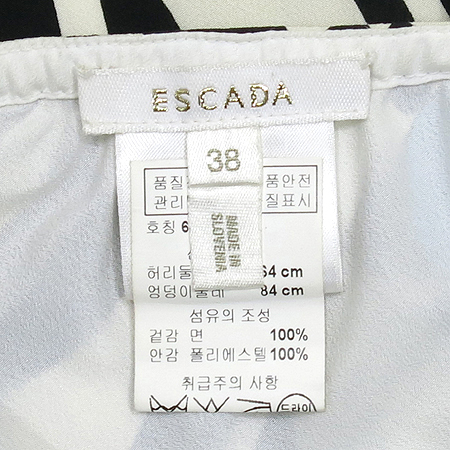 ESCADA
38
MADE IN
SLOVENIA
품질 품안전
관리 질표시
호칭 6
허리둘 64 cm
엉덩이둘레 84 cm
섬유의 조성
겉감 면 100%
안감 폴리에스텔 100%
취급주의 사항
드라이